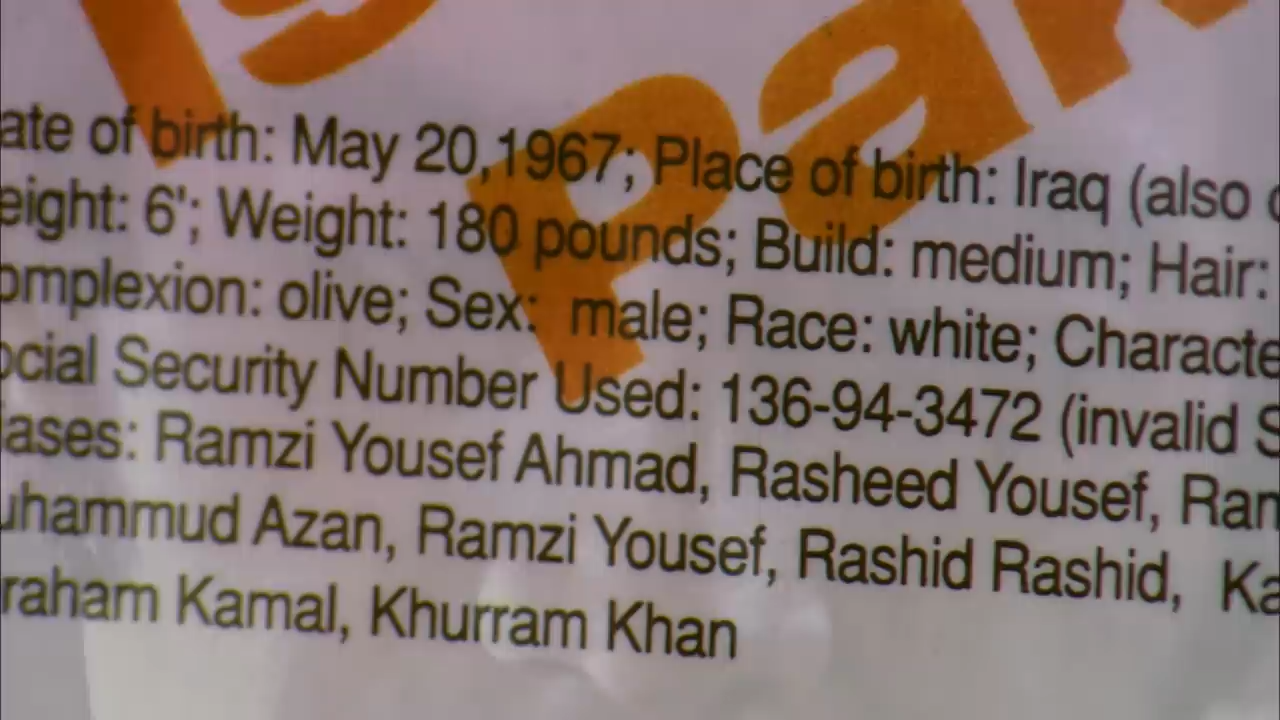 Pa
ate of birth: May 20,1967; Place of birth: Iraq (also
eight: 6'; Weight: 180 pounds; Build: medium; Hair:
omplexion: olive; Sex: male; Race: white; Characte
ocial Security Number Used: 136-94-3472 (invalid S
iases: Ramzi Yousef Ahmad, Rasheed Yousef, Ran
uhammud Azan, Ramzi Yousef, Rashid Rashid, Ka
raham Kamal, Khurram Khan